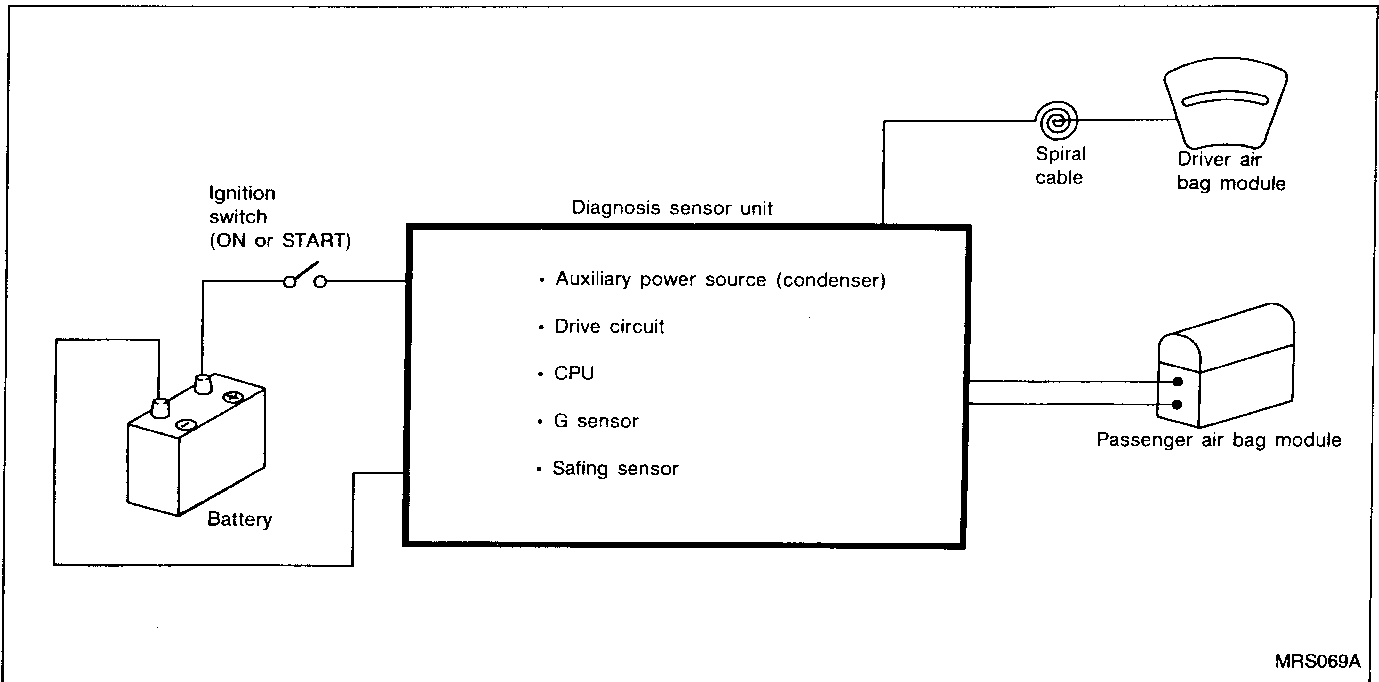 Spiral
cable
Driver air
bag module
Ignition
switch
(ON or START)
Diagnosis sensor unit
• Auxiliary power source (condenser)
• Drive circuit
• CPU
• G sensor
• Safing sensor
+
−
Battery
Passenger air bag module
MRS069A